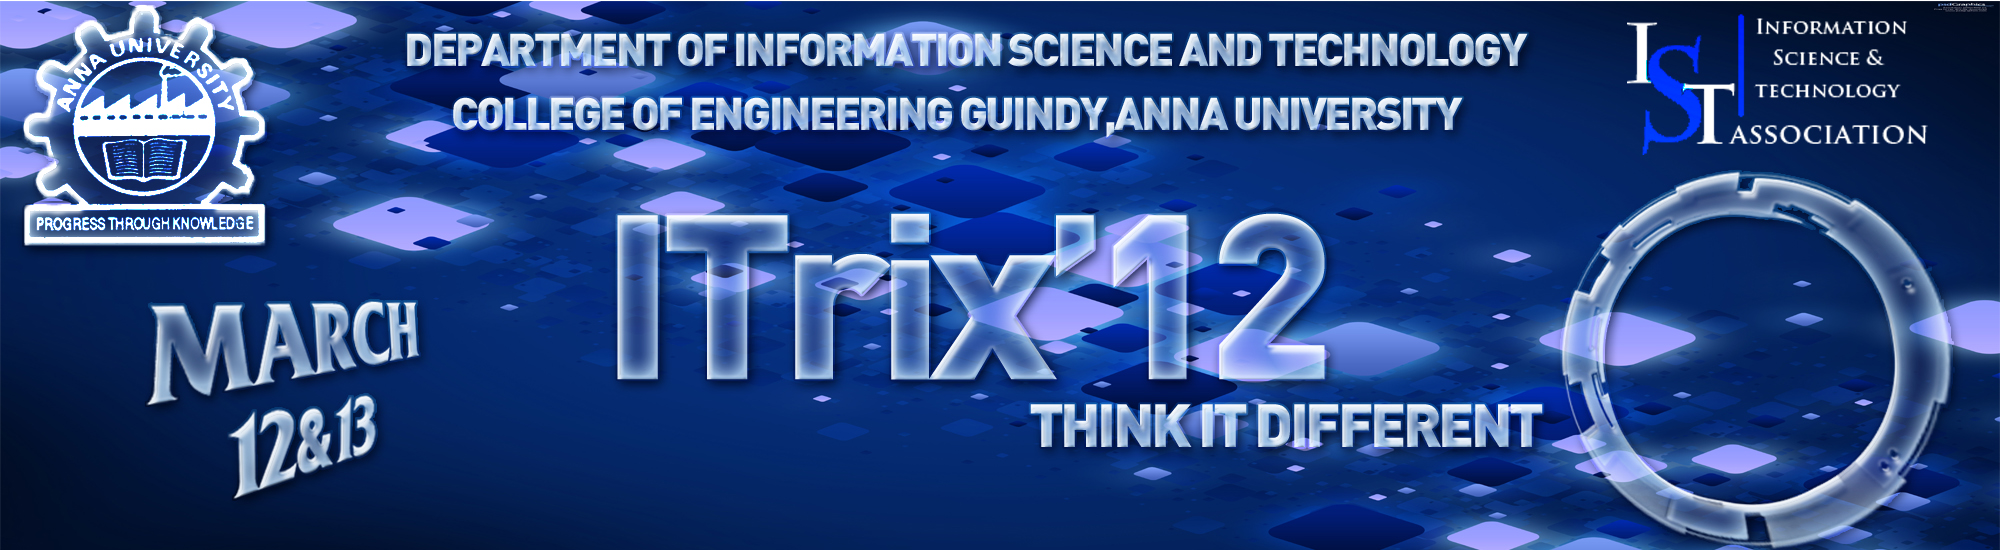 DEPARTMENT OF INFORMATION SCIENCE AND TECHNOLOGY
COLLEGE OF ENGINEERING GUINDY,ANNA UNIVERSITY
ANNA UNIVERSITY
PROGRESS THROUGH KNOWLEDGE
IST
INFORMATION
SCIENCE &
TECHNOLOGY
ASSOCIATION
ITrix'12
THINK IT DIFFERENT
MARCH
12&13